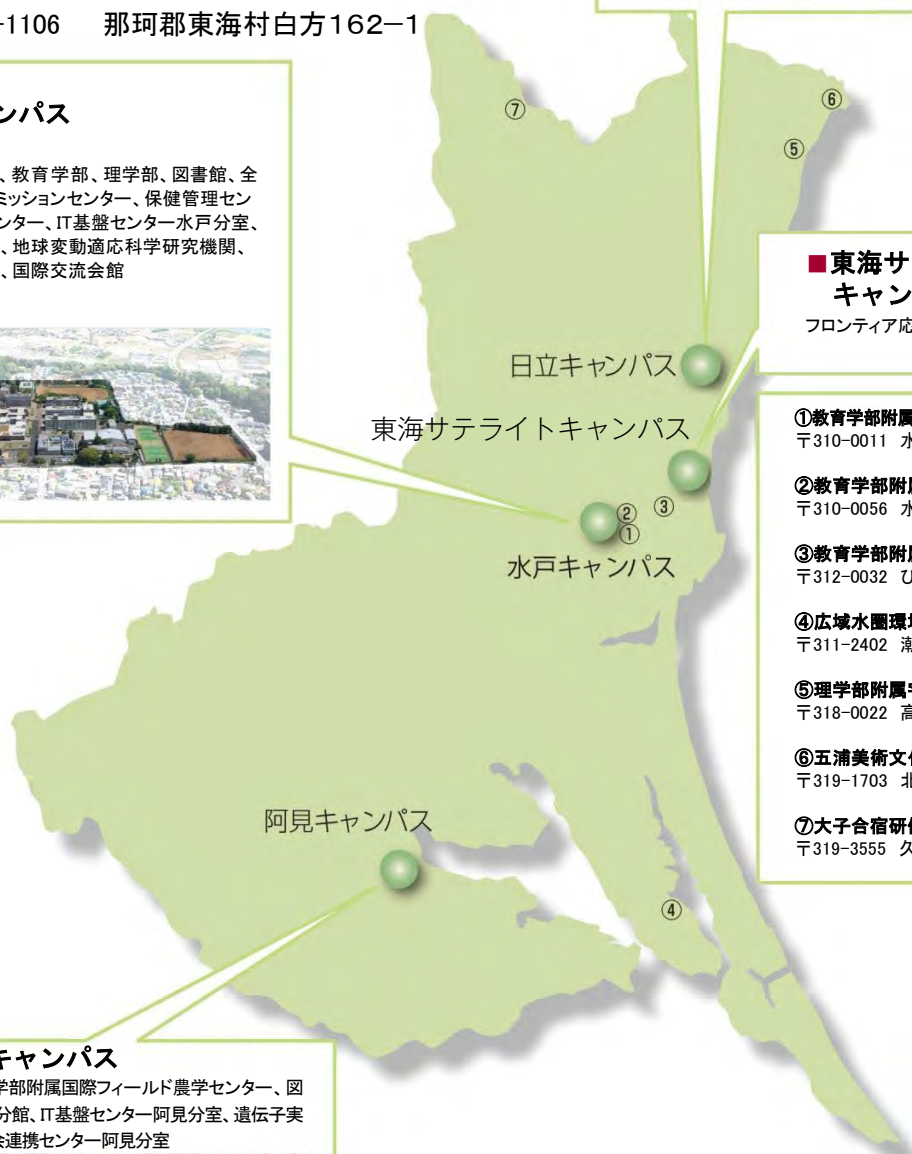 -1106 那珂郡東海村白方162−1
ンパス
、教育学部、理学部、図書館、全
ミッションセンター、保健管理セン
ンター、IT基盤センター水戸分室、
、地球変動適応科学研究機関、
、国際交流会館
⑦
⑥
⑤
■東海サ
キャン
フロンティア応
日立キャンパス
東海サテライトキャンパス
②
③
①
水戸キャンパス
①教育学部附属
〒310-0011 水
②教育学部附属
〒310-0056 水
③教育学部附属
〒312-0032 ひ
④広域水圏環境
〒311-2402 潮
⑤理学部附属宇
〒318-0022 高
⑥五浦美術文化
〒319-1703 北
⑦大子合宿研修
〒319-3555 久
阿見キャンパス
④
キャンパス
学部附属国際フィールド農学センター、図
分館、IT基盤センター阿見分室、遺伝子実
会連携センター阿見分室